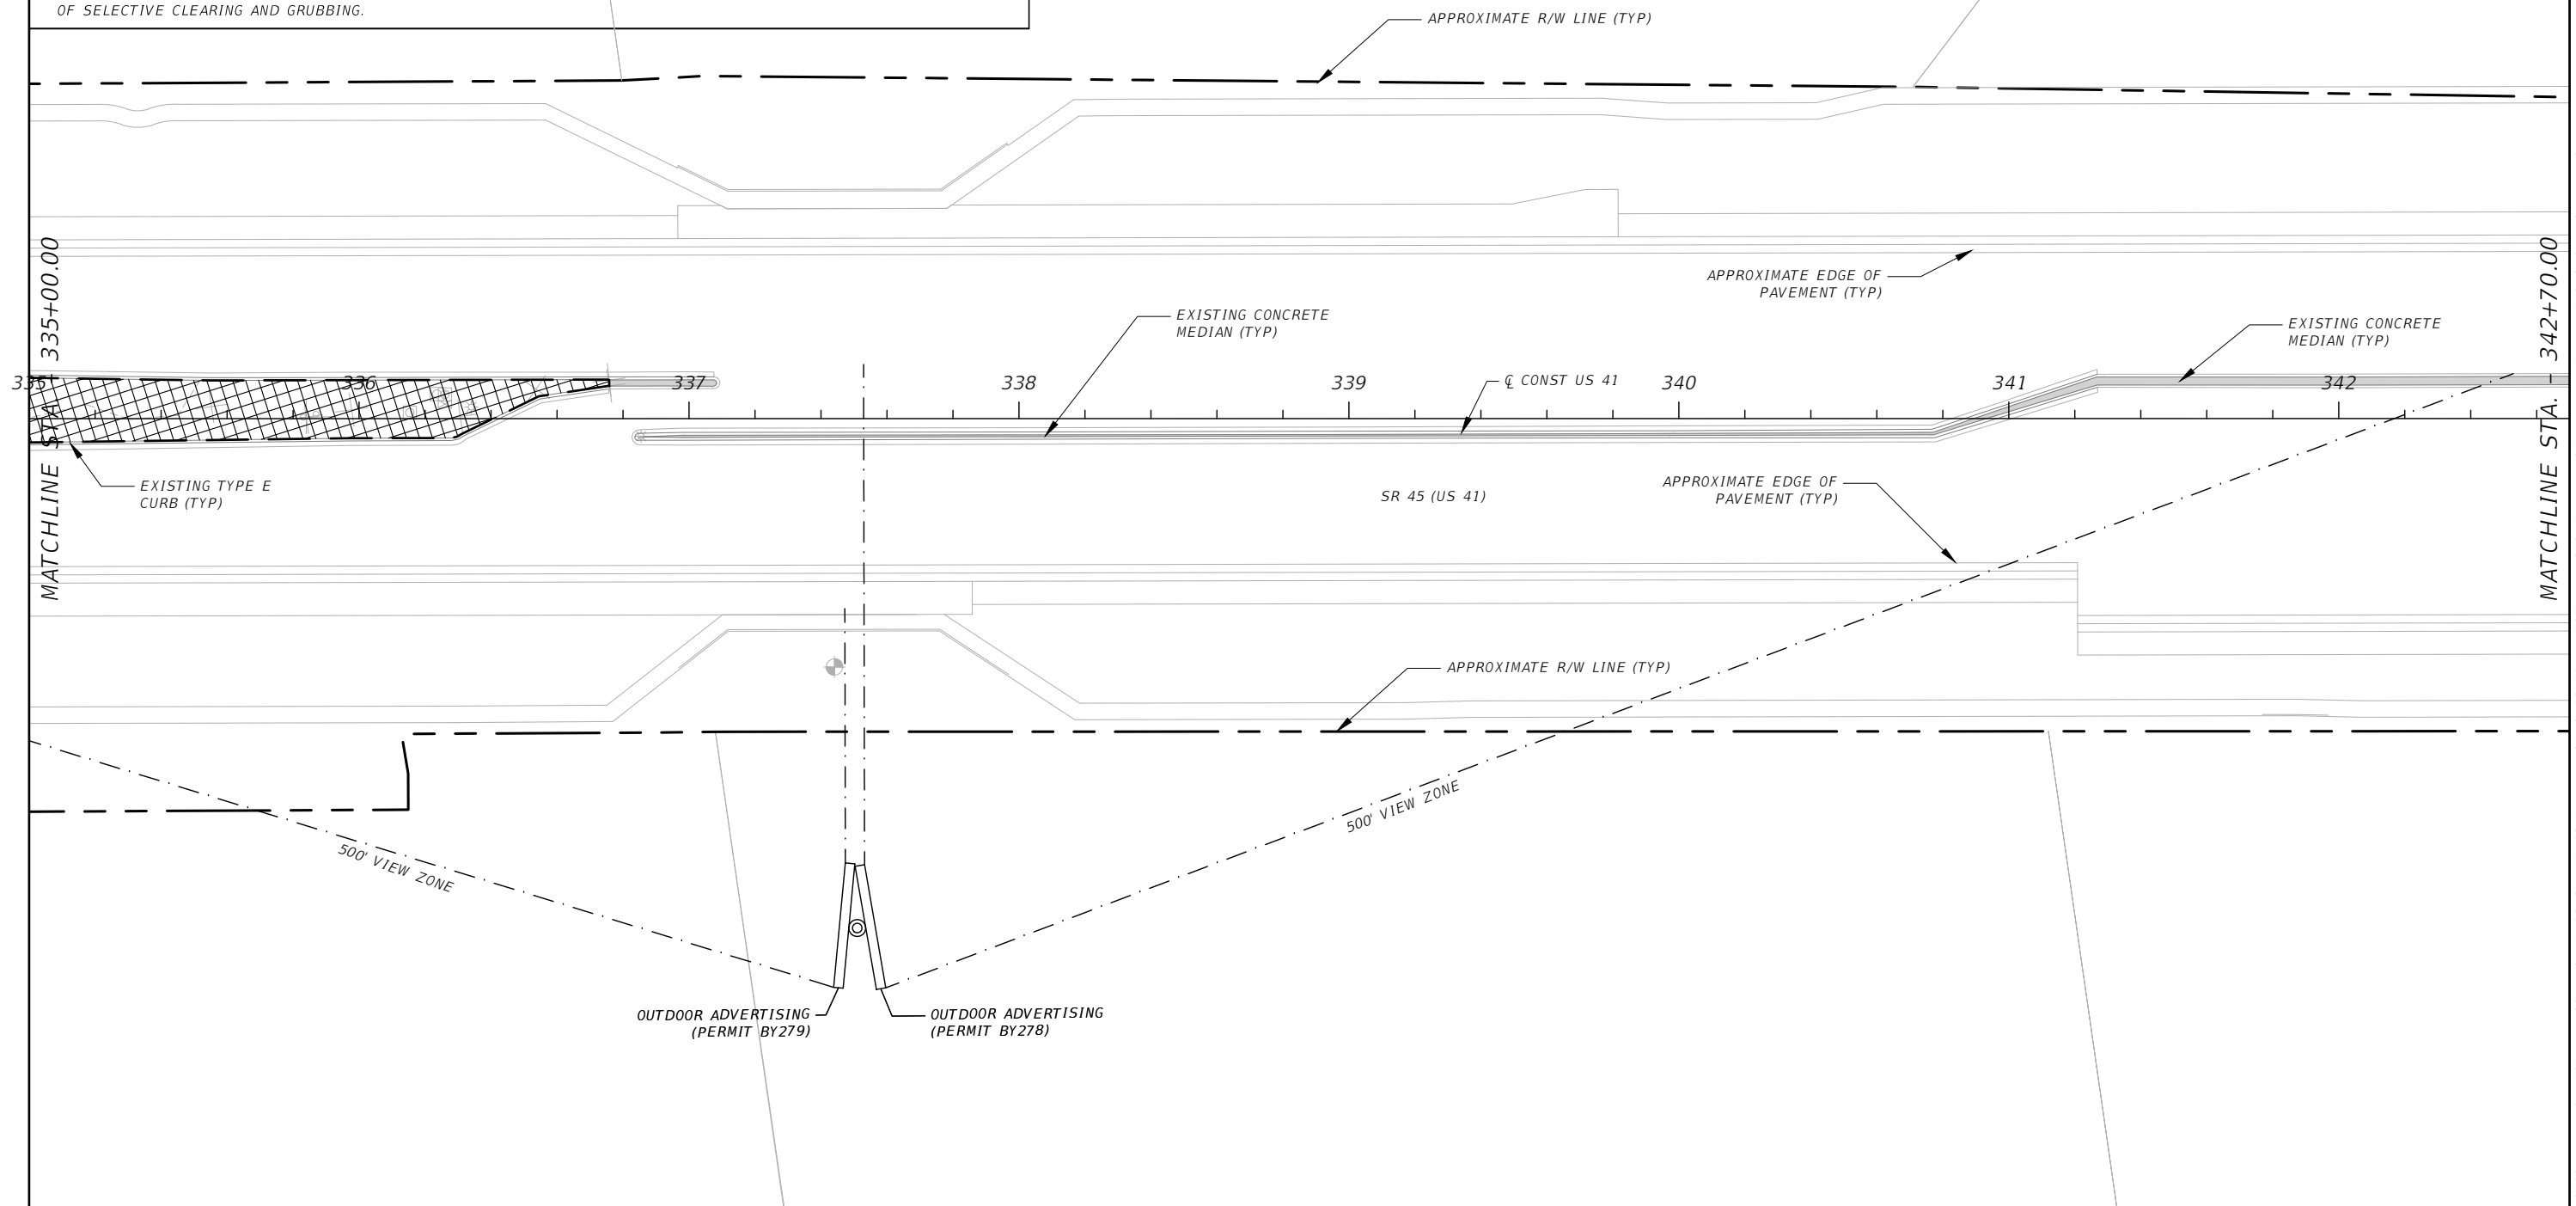 OF SELECTIVE CLEARING AND GRUBBING.
APPROXIMATE R/W LINE (TYP)
APPROXIMATE EDGE OF
PAVEMENT (TYP)
EXISTING CONCRETE
MEDIAN (TYP)
EXISTING CONCRETE
MEDIAN (TYP)
MATCHLINE STA. 335+00.00
335
336
337
338
339
℄ CONST US 41
340
341
342
MATCHLINE STA. 342+70.00
EXISTING TYPE E
CURB (TYP)
SR 45 (US 41)
APPROXIMATE EDGE OF
PAVEMENT (TYP)
APPROXIMATE R/W LINE (TYP)
500' VIEW ZONE
500' VIEW ZONE
OUTDOOR ADVERTISING
(PERMIT BY279)
OUTDOOR ADVERTISING
(PERMIT BY278)